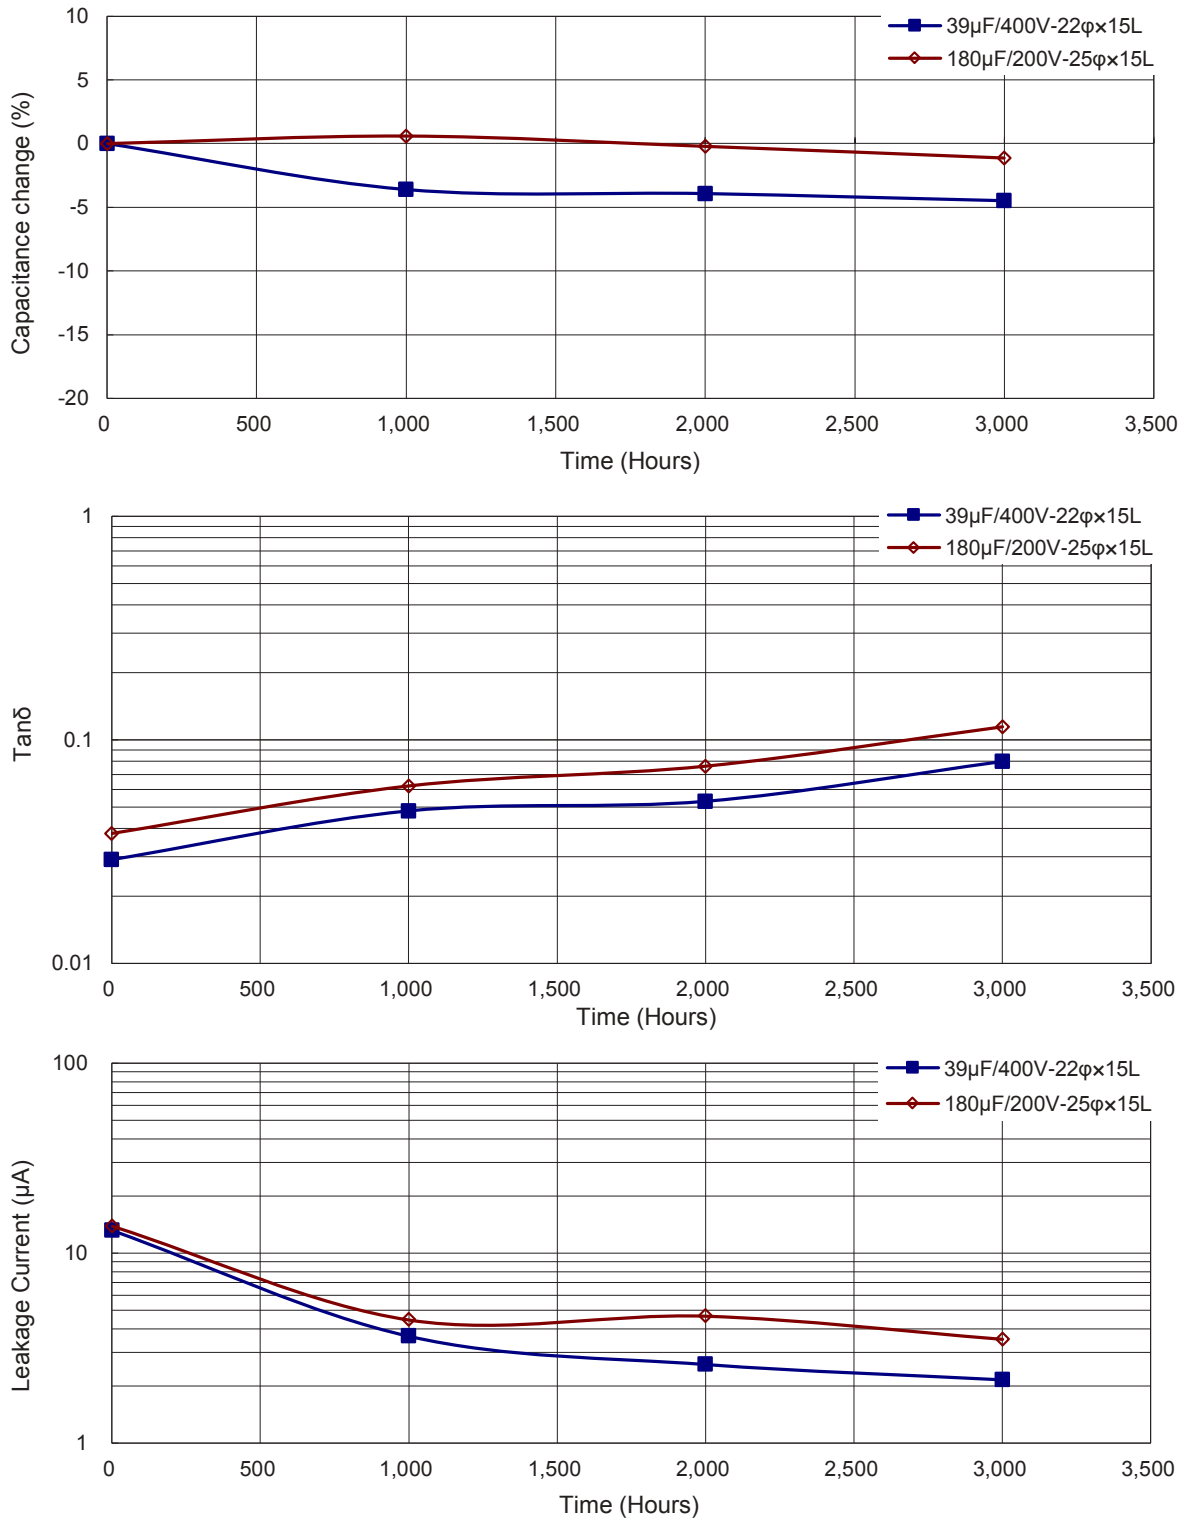 Capacitance change (%)
10
5
0
-5
-10
-15
-20
39μF/400V-22φ×15L
180μF/200V-25φ×15L
0 500 1,000 1,500 2,000 2,500 3,000 3,500
Time (Hours)
Tanδ
1
0.1
0.01
39μF/400V-22φ×15L
180μF/200V-25φ×15L
0 500 1,000 1,500 2,000 2,500 3,000 3,500
Time (Hours)
Leakage Current (μA)
100
10
1
39μF/400V-22φ×15L
180μF/200V-25φ×15L
0 500 1,000 1,500 2,000 2,500 3,000 3,500
Time (Hours)